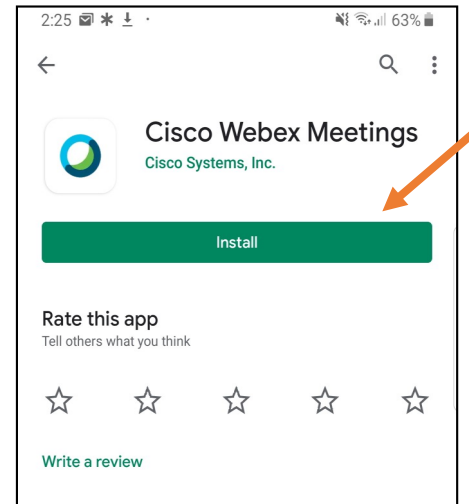 2:25 63%
Cisco Webex Meetings
Cisco Systems, Inc.
Install
Rate this app
Tell others what you think
Write a review